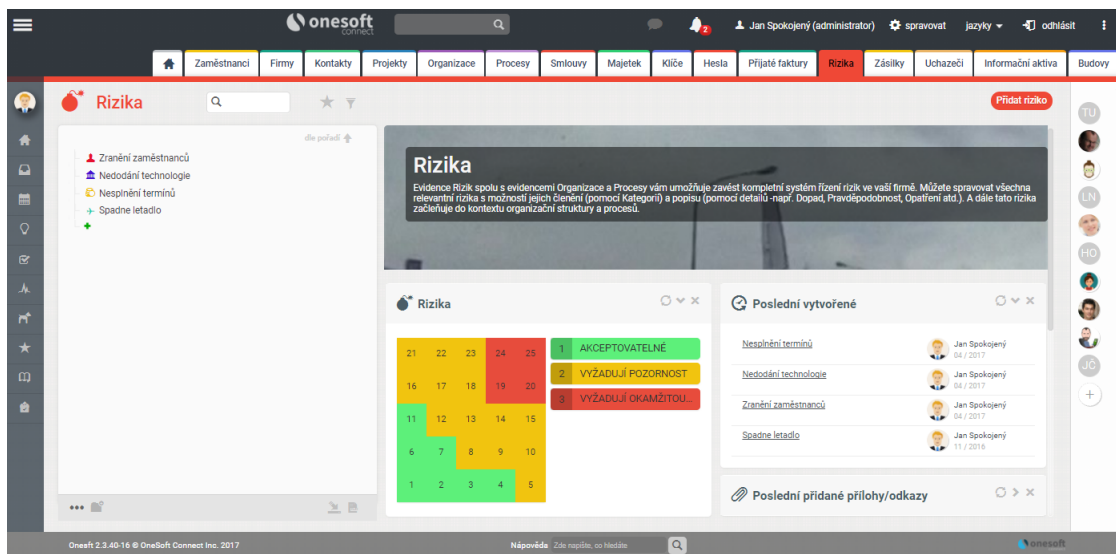 onesoft
connect
2
Jan Spokojený (administrator)
spravovat
jazyky
odhlásit
Zaměstnanci
Firmy
Kontakty
Projekty
Organizace
Procesy
Smlouvy
Majetek
Klíče
Hesla
Přijaté faktury
Rizika
Zásilky
Uchazeči
Informační aktiva
Budovy
Rizika
Přidat riziko
dle pořadí
Zranění zaměstnanců
Nedodání technologie
Nesplnění termínů
Spadne letadlo
Rizika
Evidence Rizik spolu s evidencemi Organizace a Procesy vám umožňuje zavést kompletní systém řízení rizik ve vaší firmě. Můžete spravovat všechna
relevantní rizika s možností jejich členění (pomocí Kategorií) a popisu (pomocí detailů -např. Dopad, Pravděpodobnost, Opatření atd.). A dále tato rizika
začleňuje do kontextu organizační struktury a procesů.
Rizika
21 22 23 24 25
16 17 18 19 20
11 12 13 14 15
6 7 8 9 10
1 2 3 4 5
1 AKCEPTOVATELNÉ
2 VYŽADUJÍ POZORNOST
3 VYŽADUJÍ OKAMŽITOU...
Poslední vytvořené
Nesplnění termínů
Jan Spokojený
04 / 2017
Nedodání technologie
Jan Spokojený
04 / 2017
Zranění zaměstnanců
Jan Spokojený
04 / 2017
Spadne letadlo
Jan Spokojený
11 / 2016
Poslední přidané přílohy/odkazy
TU
LN
HO
JČ
Onesft 2.3.40-16 © OneSoft Connect Inc. 2017
Nápověda
Zde napište, co hledáte
onesoft